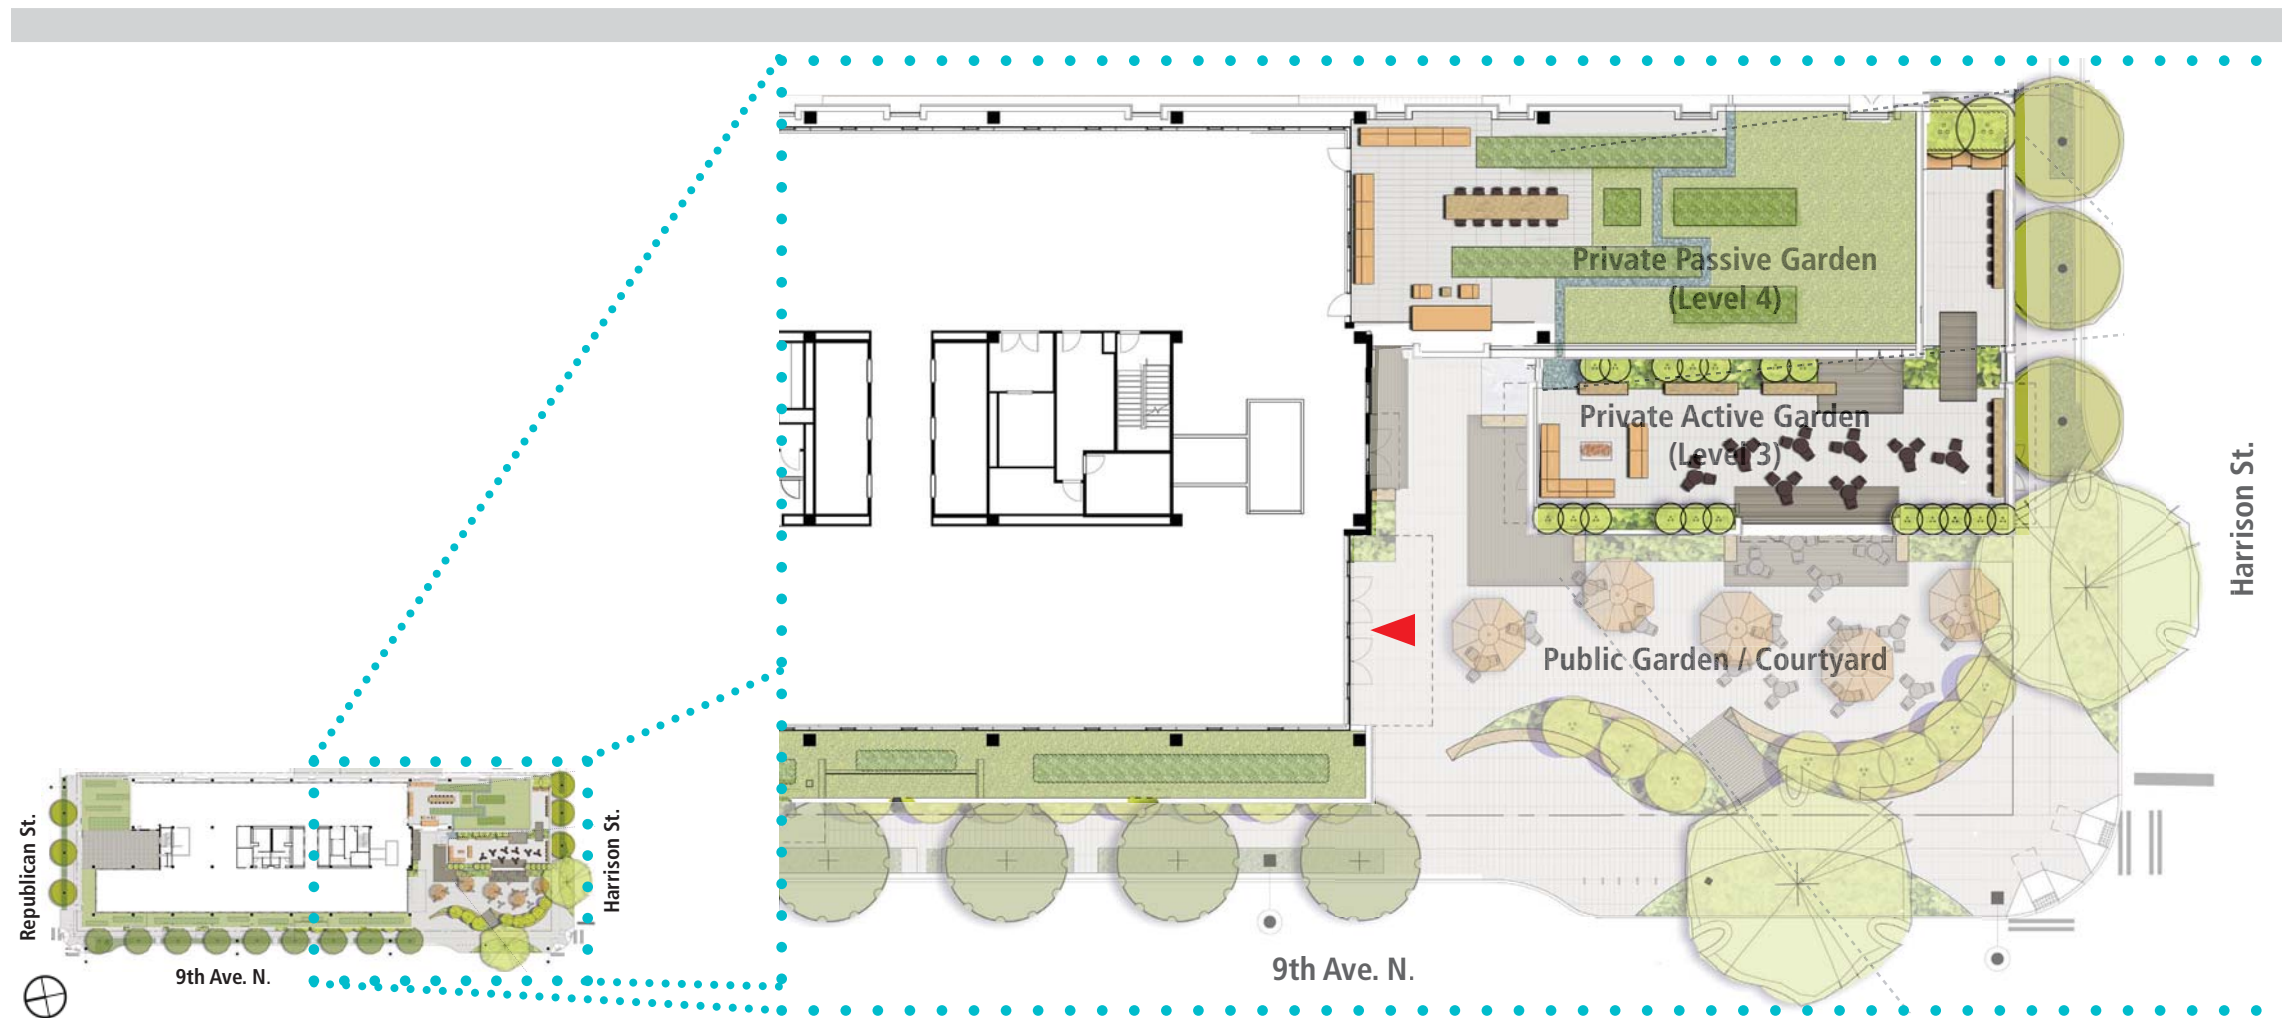 Private Passive Garden
(Level 4)
Private Active Garden
(Level 3)
Public Garden / Courtyard
Harrison St.
9th Ave. N.
Republican St.
Harrison St.
9th Ave. N.